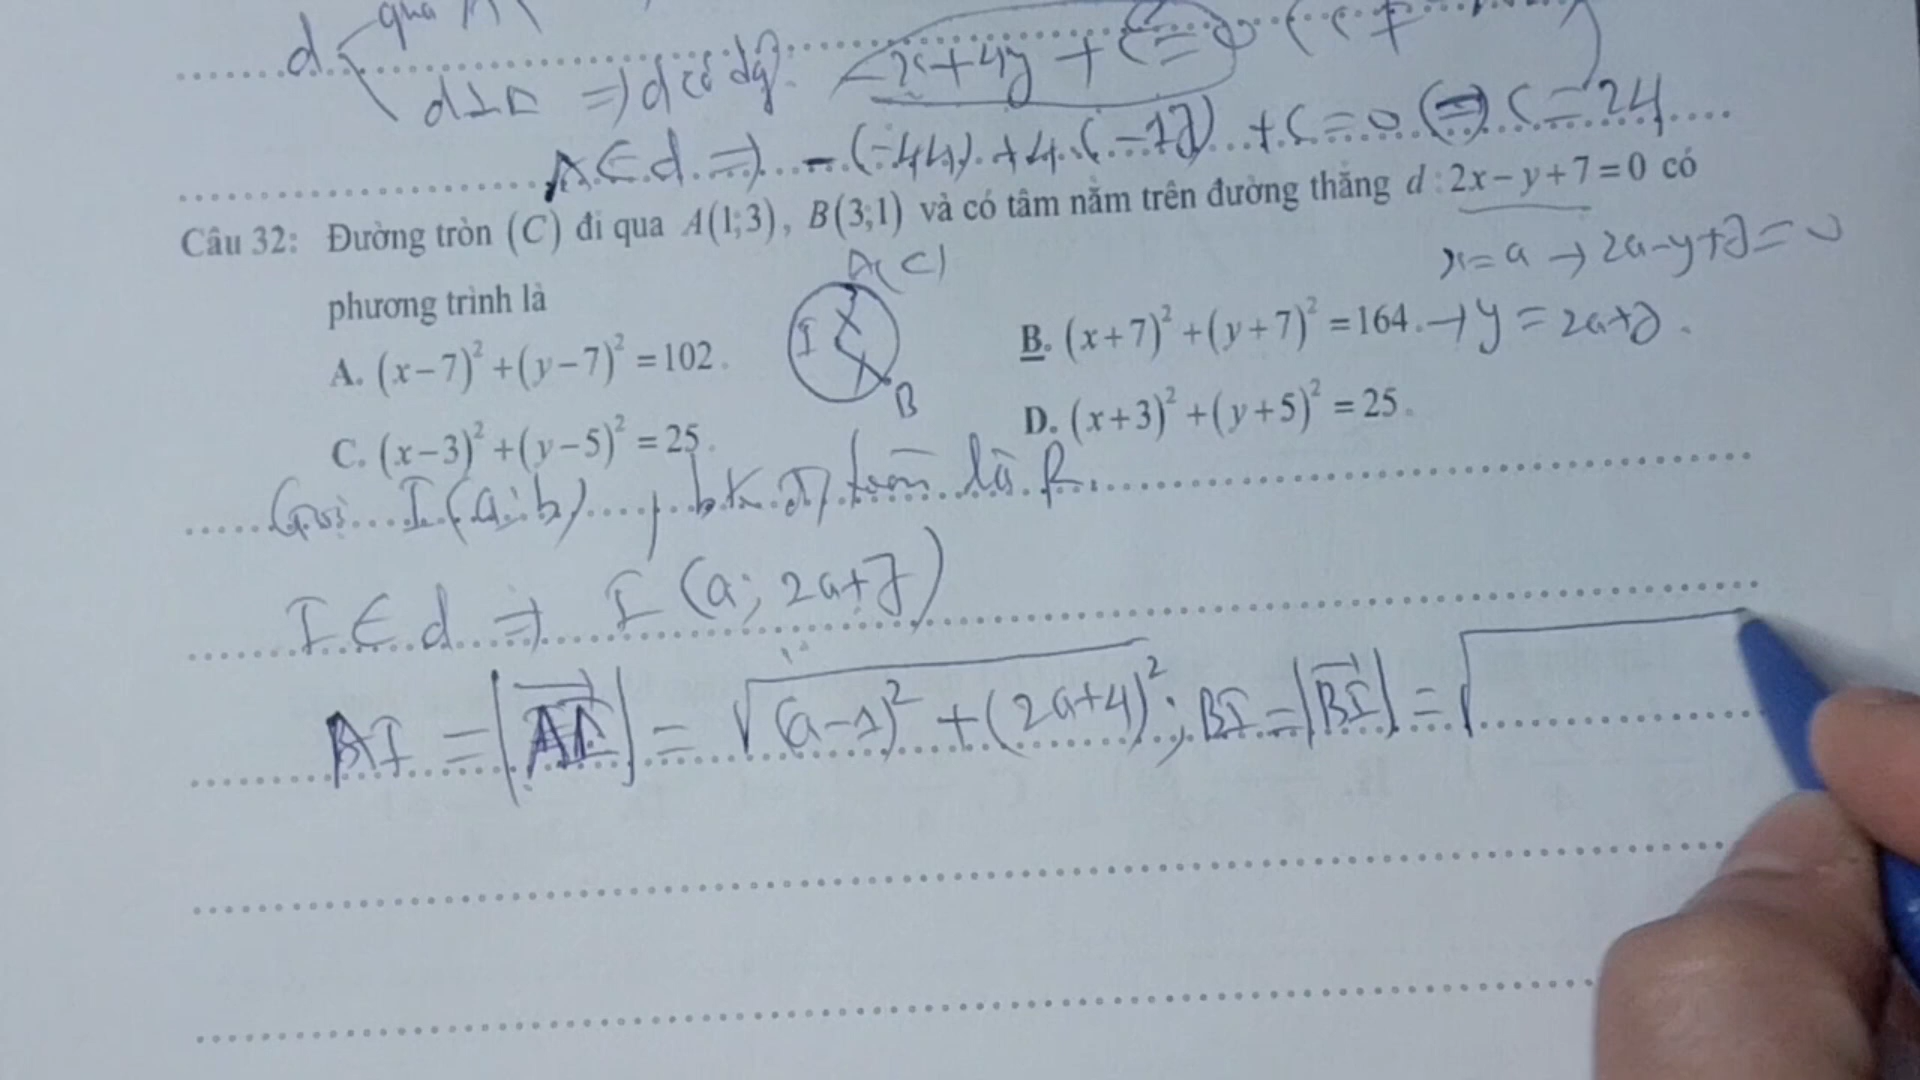 d qua
d⊥Δ ⇒ d có dạng: -x+4y + C=0 (C ≠
A∈d ⇒ -(-44)+4.(-17)+C=0 ⇔ C=24
Câu 32: Đường tròn (C) đi qua A(1;3), B(3;1) và có tâm nằm trên đường thẳng d:2x-y+7=0 có
x=a → 2a-y+7=0
phương trình là
A(C)
I
B
A. (x-7)²+(y-7)²=102.
B. (x+7)²+(y+7)²=164. → y=2a+7.
C. (x-3)²+(y-5)²=25.
D. (x+3)²+(y+5)²=25.
Gọi I(a;b), bk đ/tròn là R.
I∈d ⇒ I(a; 2a+7)
AI = |AI| = √(a-1)²+(2a+4)²; BI=|BI|=√